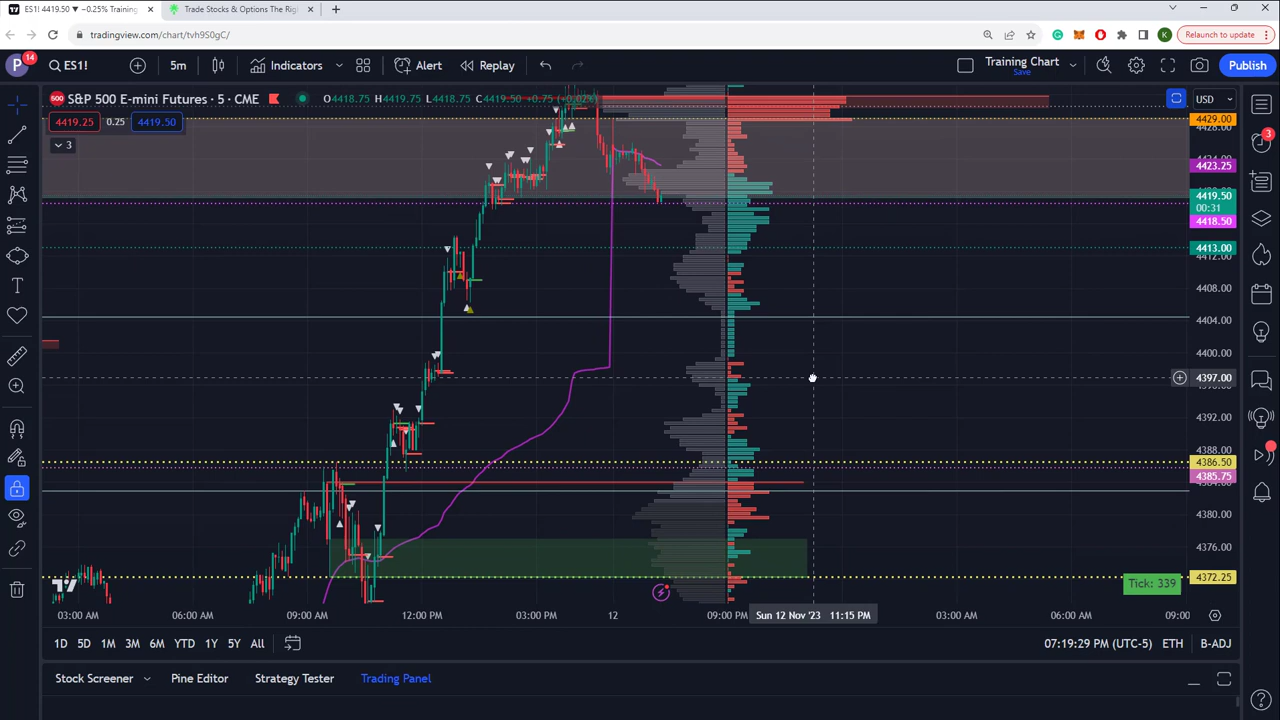 ES1! 4419.50 ▼ −0.25% Training
Trade Stocks & Options The Rig
tradingview.com/chart/tvh9S0gC/
K
Relaunch to update
P
14
ES1!
5m
Indicators
Alert
Replay
Training Chart
Save
Publish
500
S&P 500 E-mini Futures · 5 · CME
O4418.75 H4419.75 L4418.75 C4419.50 +0.75 (+0.02%)
USD
4419.25
0.25
4419.50
3
4429.00
4428.00
4423.25
4419.50
00:31
4418.50
4413.00
4412.00
4408.00
4404.00
4400.00
4397.00
4392.00
4388.00
4386.50
4385.75
4380.00
4376.00
4372.25
Tick: 339
3
03:00 AM
06:00 AM
09:00 AM
12:00 PM
03:00 PM
12
09:00 PM
Sun 12 Nov '23 11:15 PM
03:00 AM
06:00 AM
09:00
1D
5D
1M
3M
6M
YTD
1Y
5Y
All
07:19:29 PM (UTC-5)
ETH
B-ADJ
Stock Screener
Pine Editor
Strategy Tester
Trading Panel